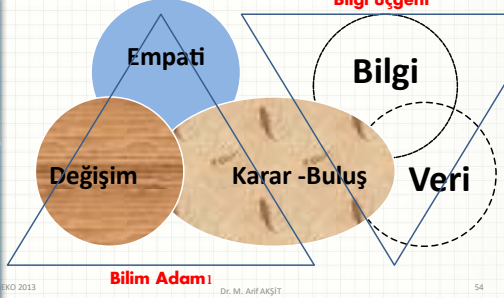 Bilgi Üçgeni
Empati
Bilgi
Değişim
Karar -Buluş
Veri
Bilim Adamı
EKO 2013
Dr. M. Arif AKŞİT
54